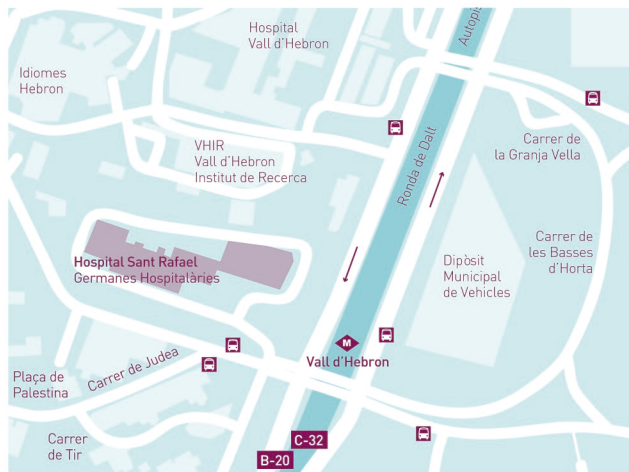 Hospital
Vall d'Hebron
Autopis
Idiomes
Hebron
VHIR
Vall d'Hebron
Institut de Recerca
Ronda de Dalt
Carrer de
la Granja Vella
Carrer de
les Basses
d'Horta
Hospital Sant Rafael
Germanes Hospitalàries
Dipòsit
Municipal
de Vehicles
M
Vall d'Hebron
Carrer de Judea
Plaça de
Palestina
Carrer
de Tir
C-32
B-20